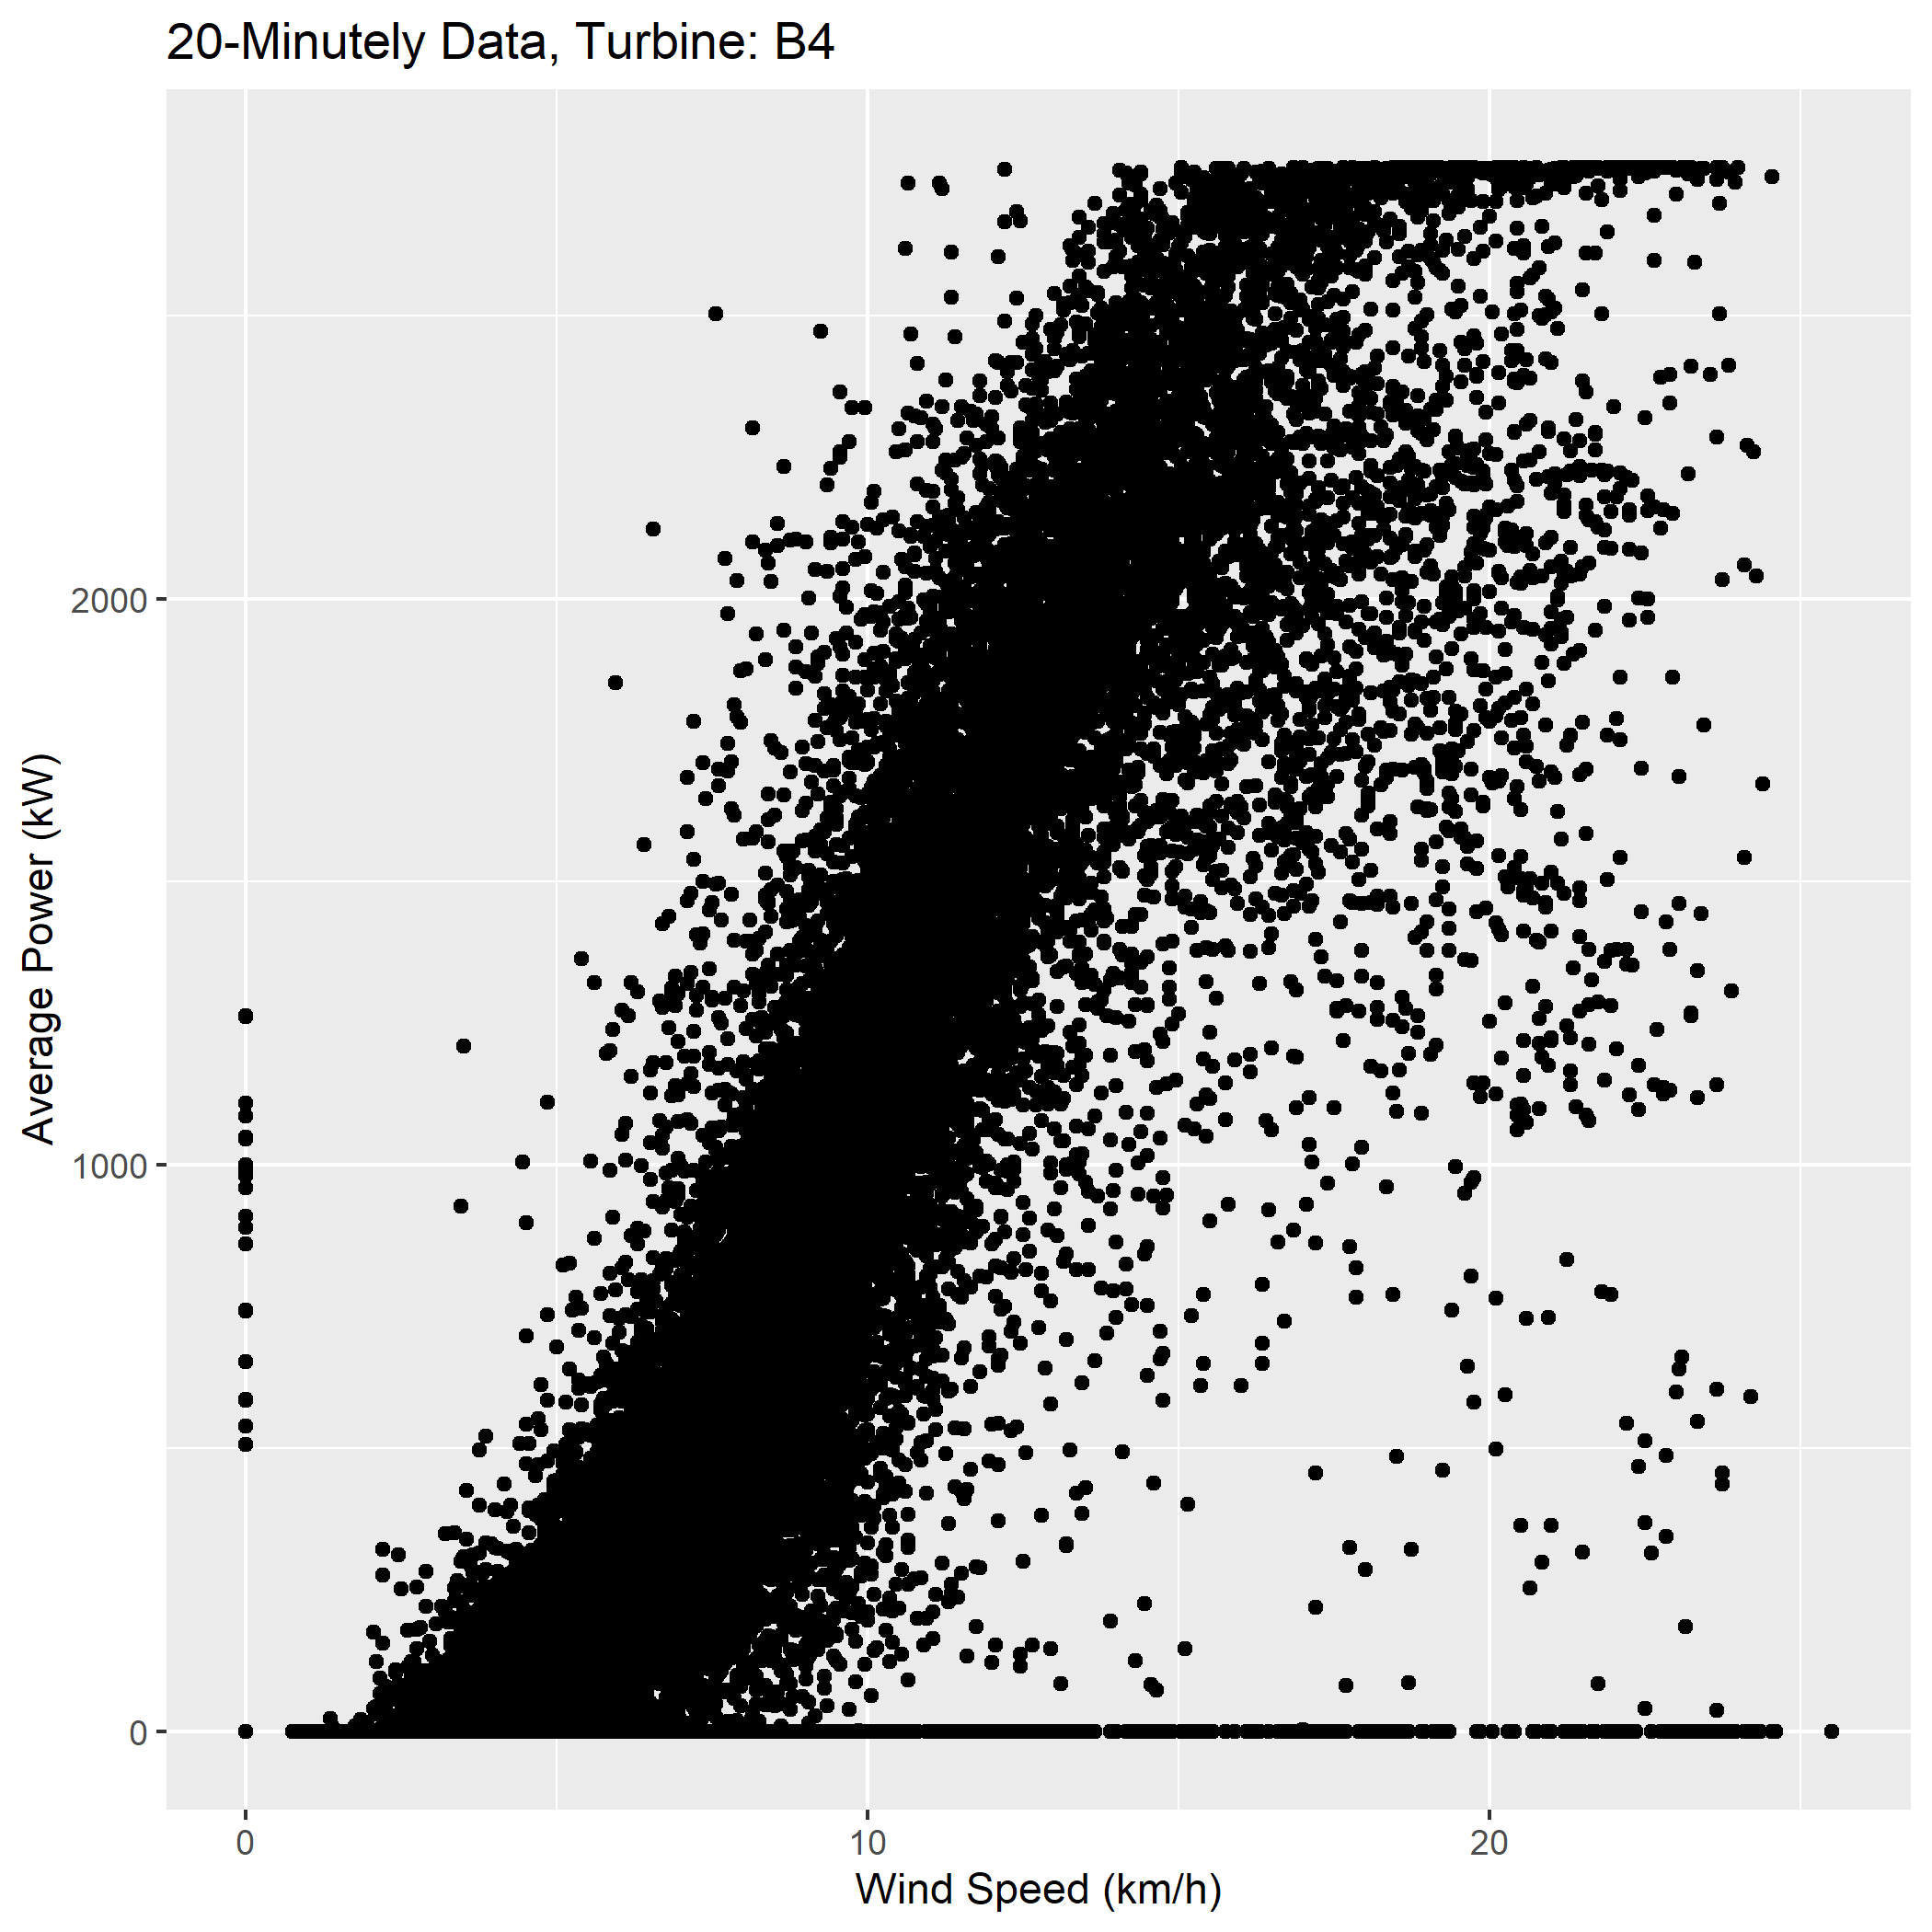 20-Minutely Data, Turbine: B4
Average Power (kW)
2000
1000
0
0 10 20
Wind Speed (km/h)